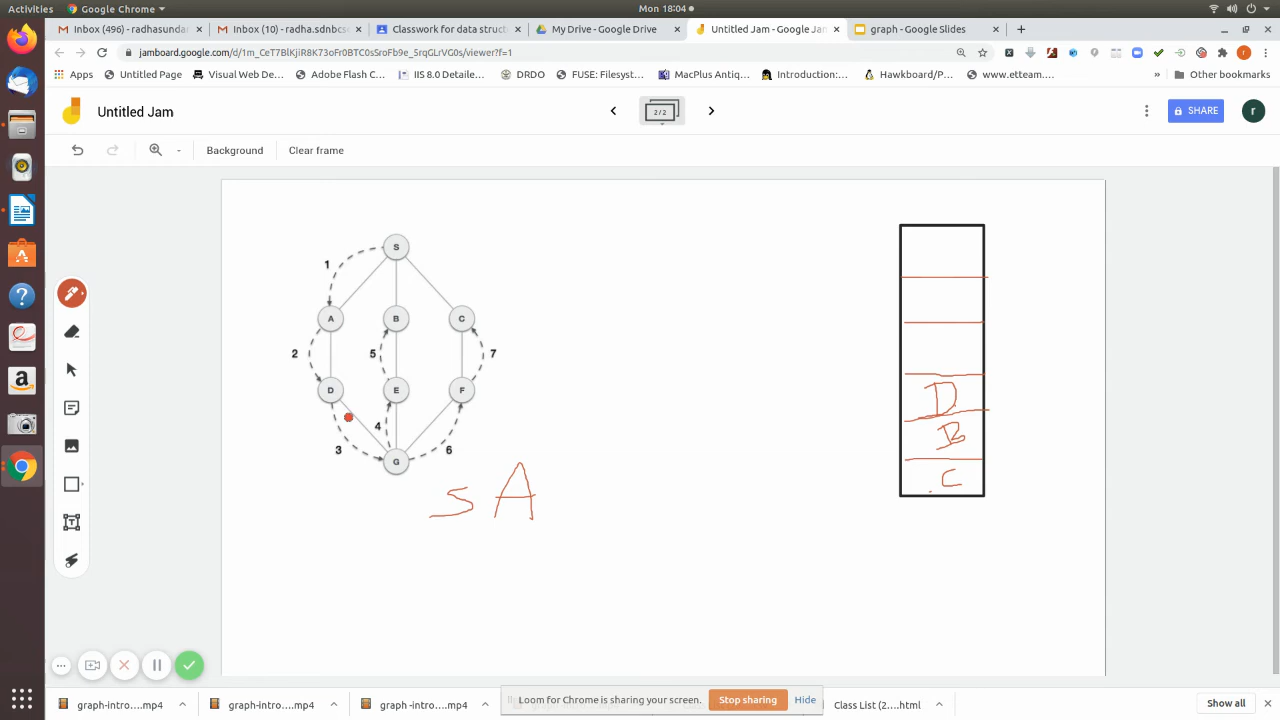 Activities
Google Chrome
Mon 18:04
Inbox (496) - radhasundar
Inbox (10) - radha.sdnbcs
Classwork for data struct
My Drive - Google Drive
Untitled Jam - Google Jam
graph - Google Slides
jamboard.google.com/d/1m_CeT7BlKjiR8K73oFr0BTC0sSroFb9e_5rqGLrVG0s/viewer?f=1
Apps
Untitled Page
Visual Web De...
Adobe Flash C...
IIS 8.0 Detaile...
DRDO
FUSE: Filesyst...
MacPlus Antiq...
Introduction:...
Hawkboard/P...
www.etteam....
Other bookmarks
Untitled Jam
2/2
SHARE
r
Background
Clear frame
S
1
A
B
C
2
5
7
D
E
F
4
3
6
G
S A
D
B
C
graph-intro....mp4
graph-intro....mp4
graph -intro....mp4
Loom for Chrome is sharing your screen.
Stop sharing
Hide
Class List (2....html
Show all